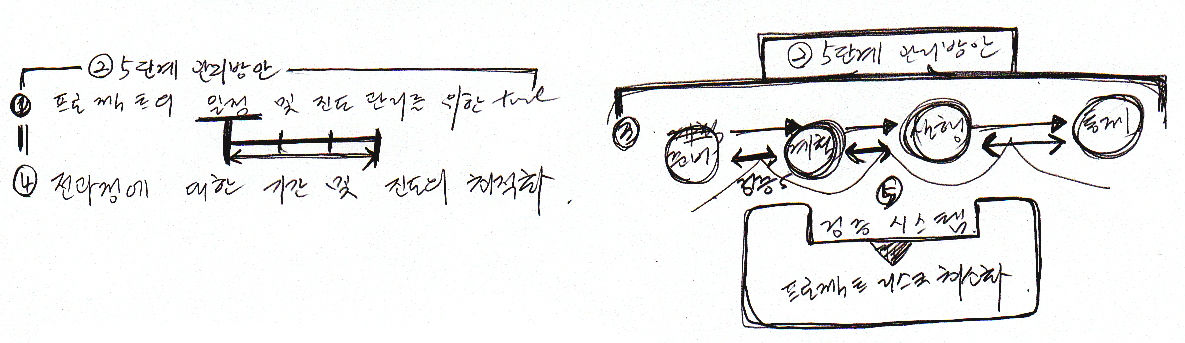 ② 5단계 관리방안
① 프로젝트의 일정 및 진도관리를 위한 tool
④ 전과정에 대한 기간 및 진도의 최적화.
② 5단계 관리방안
③ 준비 계획 실행 통제
검증
⑤
검증 시스템
프로젝트 리스크 최소화